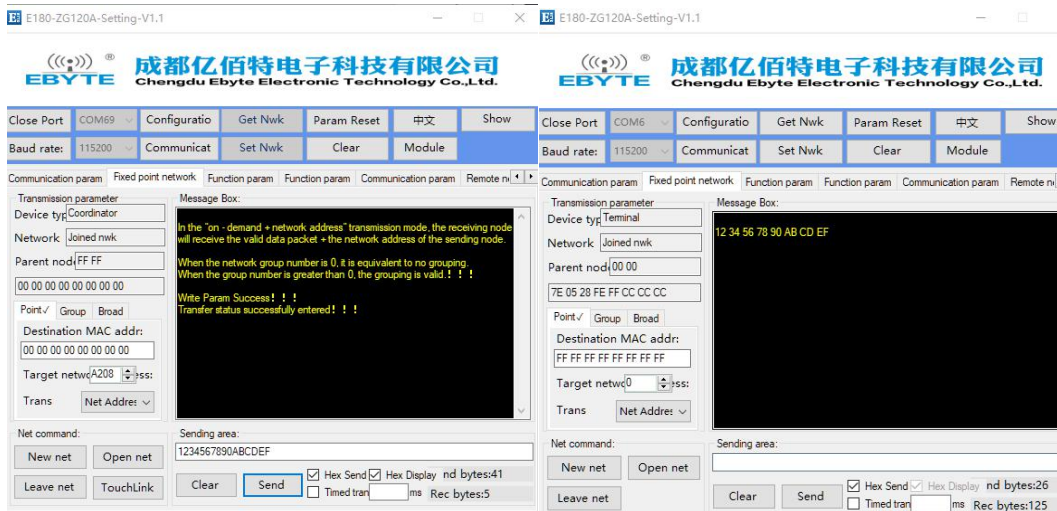 E180-ZG120A-Setting-V1.1
EBYTE ®
成都亿佰特电子科技有限公司
Chengdu Ebyte Electronic Technology Co.,Ltd.
Close Port COM69 Configuratio Get Nwk Param Reset 中文 Show
Baud rate: 115200 Communicat Set Nwk Clear Module
Communication param Fixed point network Function param Function param Communication param Remote n
Transmission parameter
Device typ Coordinator
Network Joined nwk
Parent nod FF FF
00 00 00 00 00 00 00 00
Point✓ Group Broad
Destination MAC addr:
00 00 00 00 00 00 00 00
Target netwo A208 ess:
Trans Net Addres
Message Box:
In the "on - demand + network address" transmission mode, the receiving node
will receive the valid data packet + the network address of the sending node.
When the network group number is 0, it is equivalent to no grouping.
When the group number is greater than 0, the grouping is valid.! ! !
Write Param Success! ! !
Transfer status successfully entered! ! !
Net command:
New net Open net
Leave net TouchLink
Sending area:
1234567890ABCDEF
Clear Send Hex Send Hex Display nd bytes:41
Timed tran ms Rec bytes:5
E180-ZG120A-Setting-V1.1
EBYTE ®
成都亿佰特电子科技有限公司
Chengdu Ebyte Electronic Technology Co.,Ltd.
Close Port COM6 Configuratio Get Nwk Param Reset 中文 Show
Baud rate: 115200 Communicat Set Nwk Clear Module
Communication param Fixed point network Function param Function param Communication param Remote n
Transmission parameter
Device typ Terminal
Network Joined nwk
Parent nod 00 00
7E 05 28 FE FF CC CC CC
Point✓ Group Broad
Destination MAC addr:
FF FF FF FF FF FF FF FF
Target netwo 0 ess:
Trans Net Addres
Message Box:
12 34 56 78 90 AB CD EF
Net command:
New net Open net
Leave net
Sending area:
Clear Send Hex Send Hex Display nd bytes:26
Timed tran ms Rec bytes:125